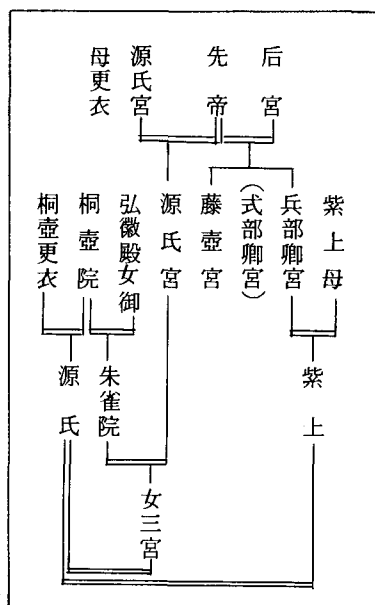 后宮
先帝
源氏宮
母更衣
紫上母
兵部卿宮
(式部卿宮)
藤壺宮
源氏宮
弘徽殿女御
桐壺院
桐壺更衣
紫上
朱雀院
源氏
女三宮